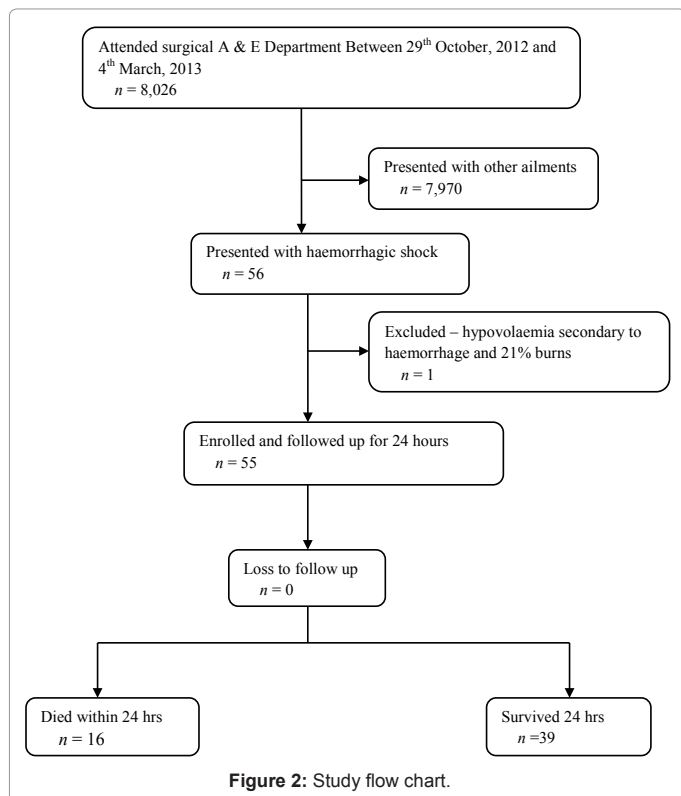 Attended surgical A & E Department Between 29th October, 2012 and
4th March, 2013
n = 8,026
Presented with other ailments
n = 7,970
Presented with haemorrhagic shock
n = 56
Excluded – hypovolaemia secondary to
haemorrhage and 21% burns
n = 1
Enrolled and followed up for 24 hours
n = 55
Loss to follow up
n = 0
Died within 24 hrs
n = 16
Survived 24 hrs
n =39
Figure 2: Study flow chart.